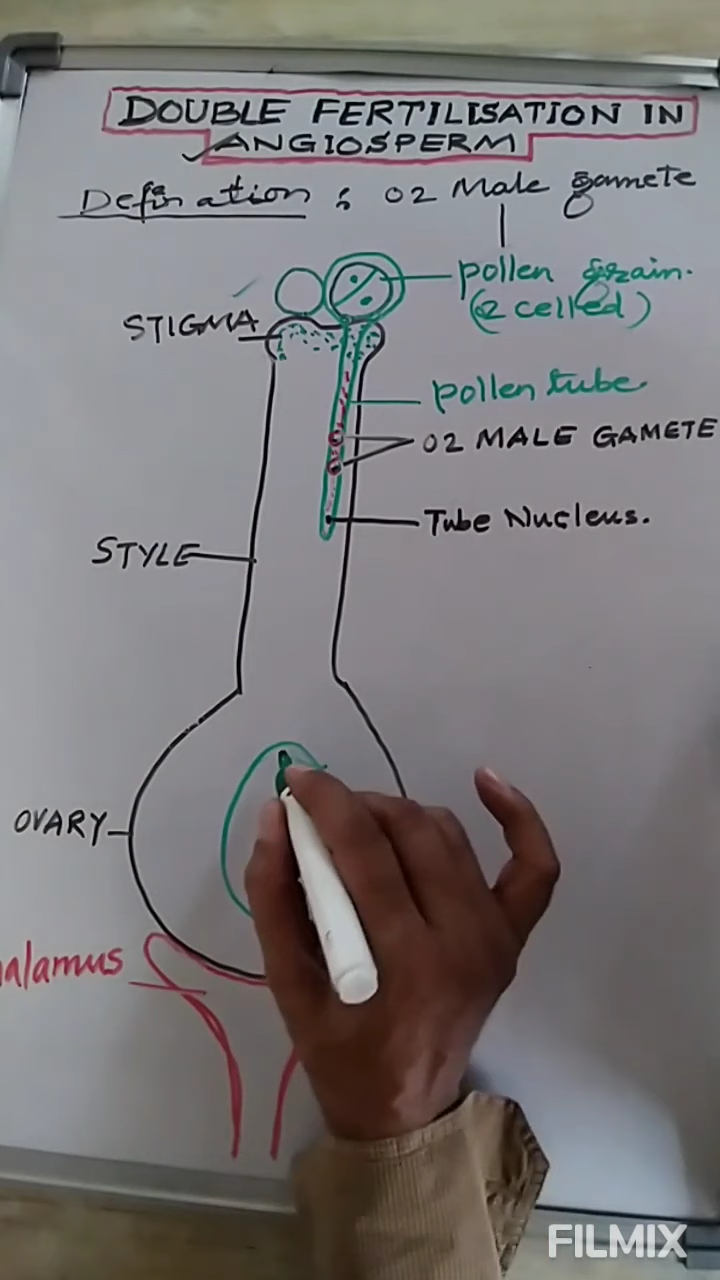 DOUBLE FERTILISATION IN
ANGIOSPERM
Defination : 02 Male gamete
pollen grain.
(2 celled)
STIGMA
pollen tube
02 MALE GAMETE
Tube Nucleus.
STYLE
OVARY
halamus
FILMIX